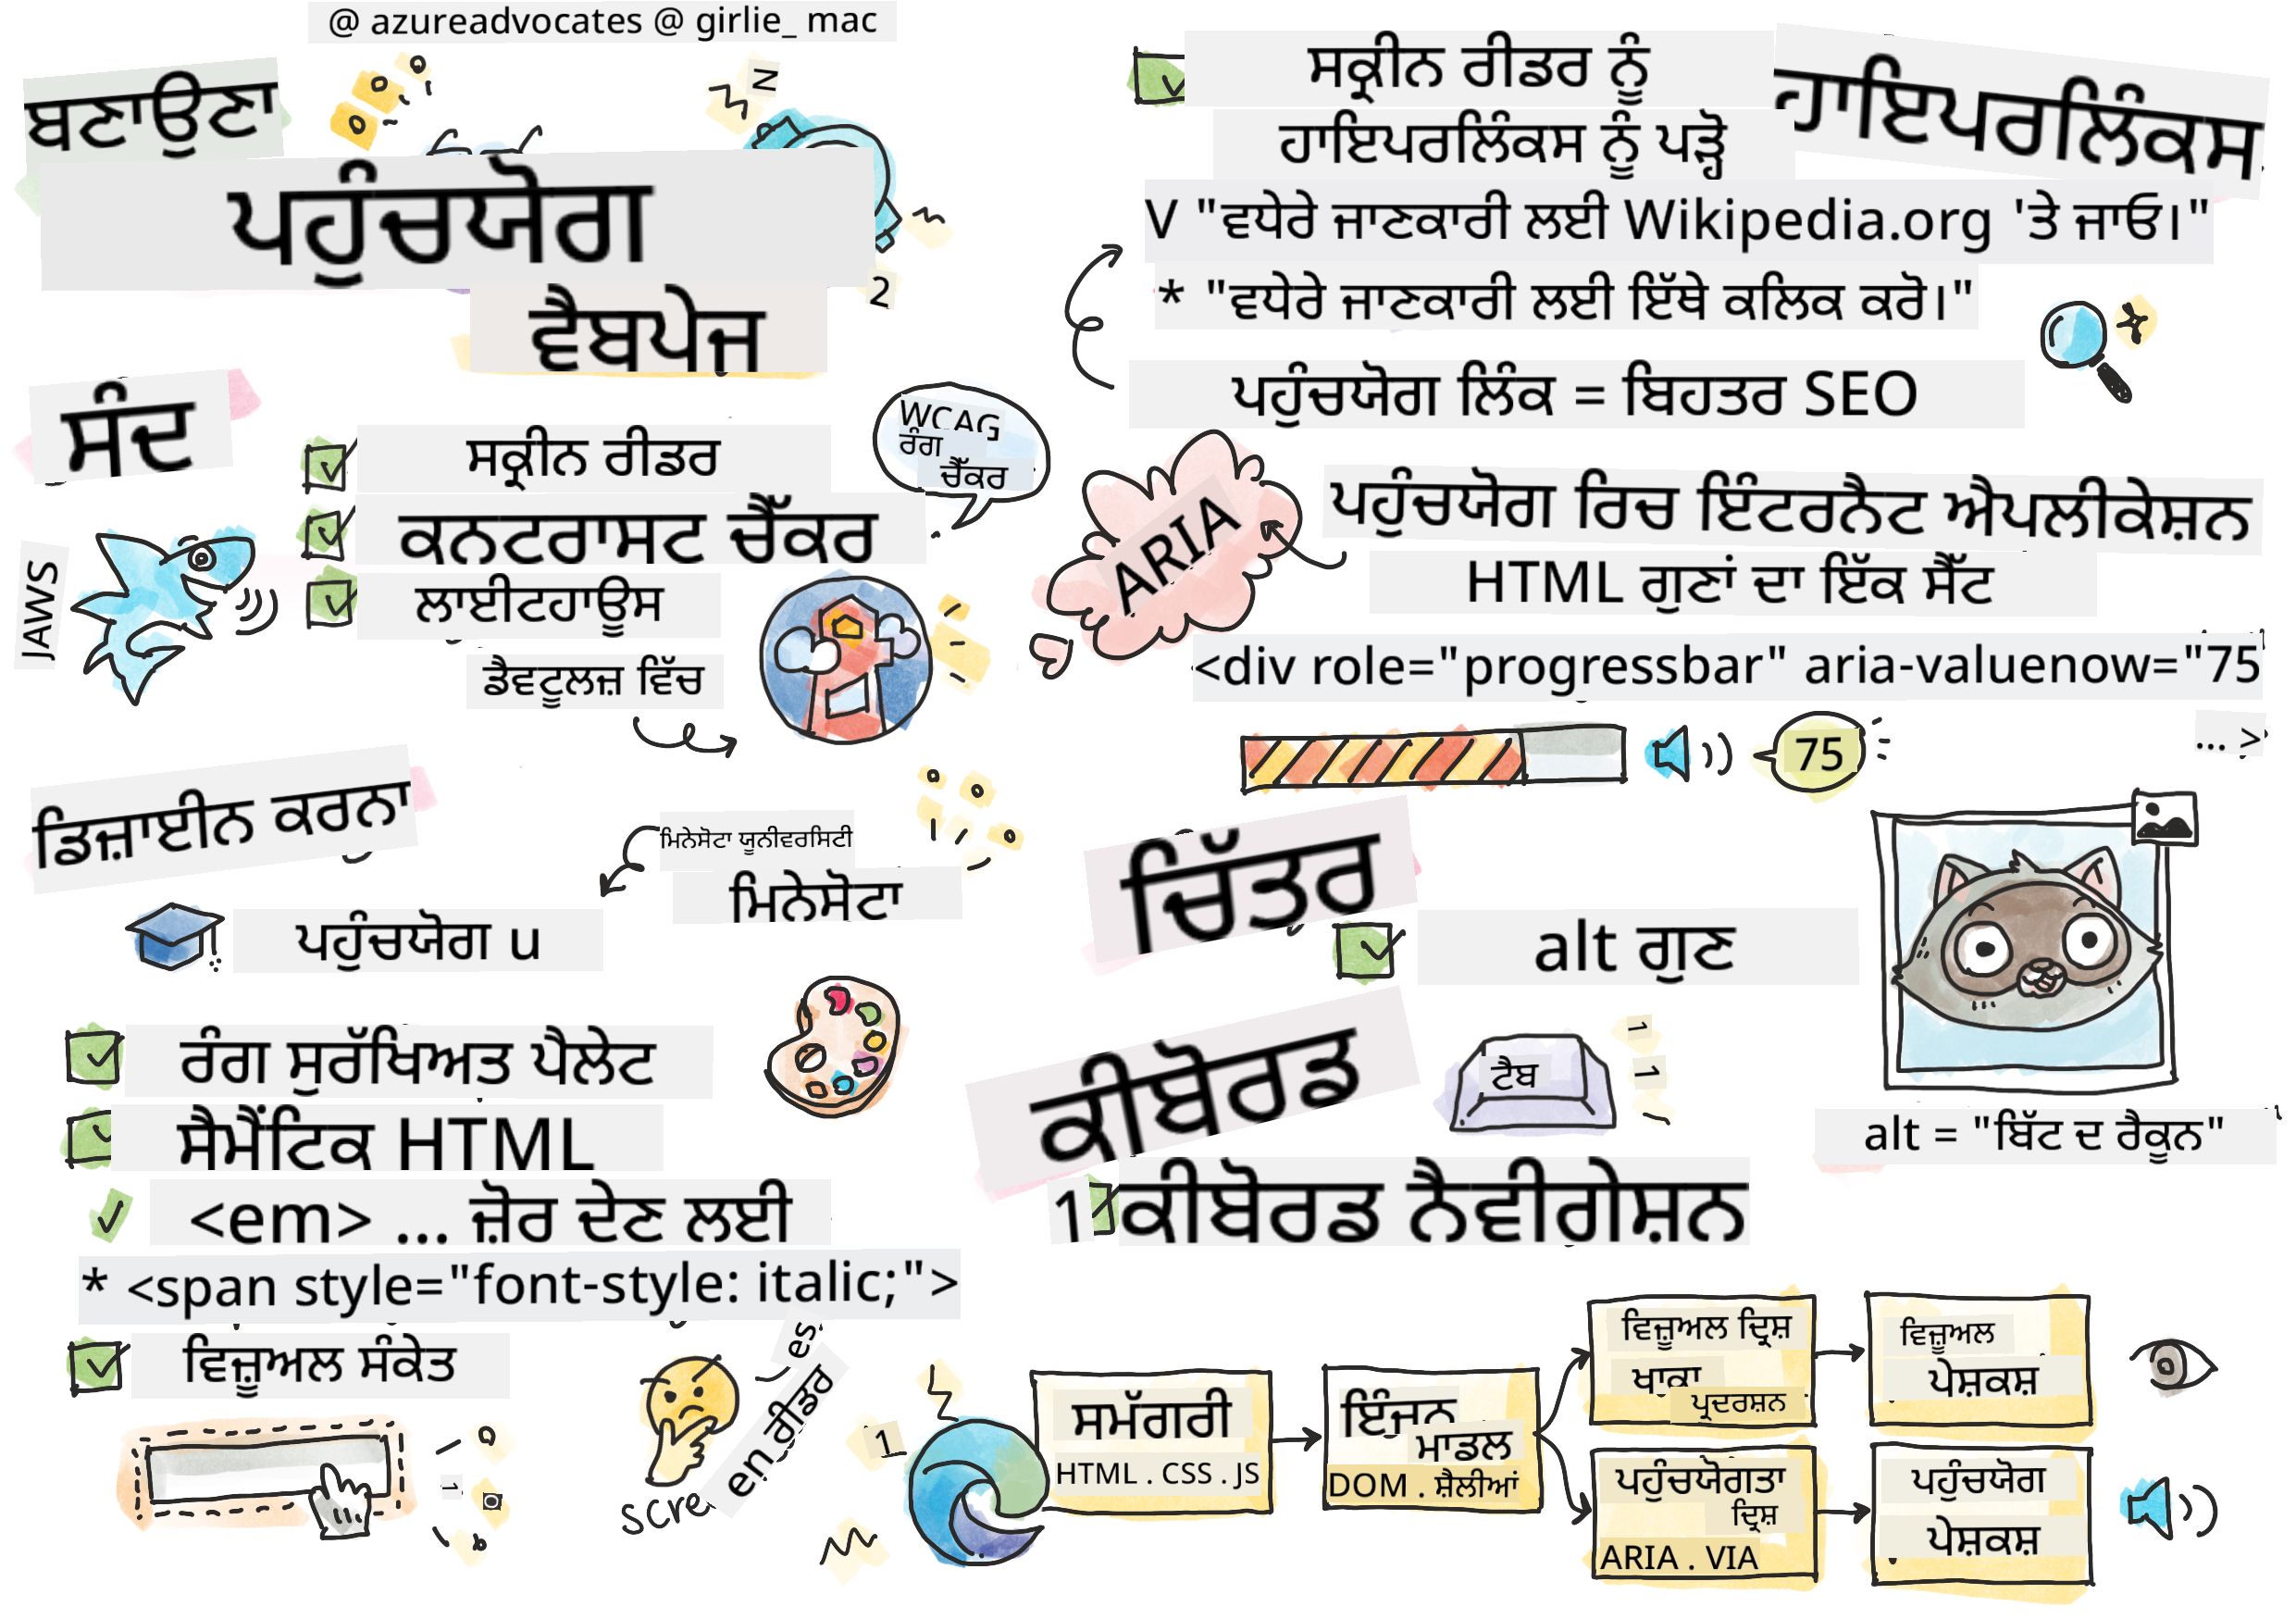 @ azureadvocates @ girlie_ mac
ਬਣਾਉਣਾ
ਪਹੁੰਚਯੋਗ
ਵੈਬਪੇਜ
ਸੰਦ
ਸਕ੍ਰੀਨ ਰੀਡਰ
ਕਨਟਰਾਸਟ ਚੈੱਕਰ
ਲਾਈਟਹਾਊਸ
ਡੈਵਟੂਲਜ਼ ਵਿੱਚ
WCAG
ਰੰਗ
ਚੈੱਕਰ
JAWS
ਡਿਜ਼ਾਈਨ ਕਰਨਾ
ਮਿਨੇਸੋਟਾ ਯੂਨੀਵਰਸਿਟੀ
ਮਿਨੇਸੋਟਾ
ਪਹੁੰਚਯੋਗ u
ਰੰਗ ਸੁਰੱਖਿਅਤ ਪੈਲੇਟ
ਸੈਮੈਂਟਿਕ HTML
<em> ... ਜ਼ੋਰ ਦੇਣ ਲਈ
* <span style="font-style: italic;">
ਵਿਜ਼ੂਅਲ ਸੰਕੇਤ
scre
en ਰੀਡਰ
es
ਸਕ੍ਰੀਨ ਰੀਡਰ ਨੂੰ
ਹਾਇਪਰਲਿੰਕਸ ਨੂੰ ਪੜ੍ਹੋ
ਹਾਇਪਰਲਿੰਕਸ
V "ਵਧੇਰੇ ਜਾਣਕਾਰੀ ਲਈ Wikipedia.org 'ਤੇ ਜਾਓ।"
* "ਵਧੇਰੇ ਜਾਣਕਾਰੀ ਲਈ ਇੱਥੇ ਕਲਿਕ ਕਰੋ।"
ਪਹੁੰਚਯੋਗ ਲਿੰਕ = ਬਿਹਤਰ SEO
ARIA
ਪਹੁੰਚਯੋਗ ਰਿਚ ਇੰਟਰਨੈਟ ਐਪਲੀਕੇਸ਼ਨ
HTML ਗੁਣਾਂ ਦਾ ਇੱਕ ਸੈੱਟ
<div role="progressbar" aria-valuenow="75
... >
75
ਚਿੱਤਰ
alt ਗੁਣ
alt = "ਬਿੱਟ ਦ ਰੈਕੂਨ"
ਕੀਬੋਰਡ
ਟੈਬ
1 ਕੀਬੋਰਡ ਨੈਵੀਗੇਸ਼ਨ
ਸਮੱਗਰੀ
HTML . CSS . JS
ਇੰਜਨ
ਮਾਡਲ
DOM . ਸ਼ੈਲੀਆਂ
ਵਿਜ਼ੂਅਲ ਦ੍ਰਿਸ਼
ਖਾਕਾ
ਪ੍ਰਦਰਸ਼ਨ
ਵਿਜ਼ੂਅਲ
ਪੇਸ਼ਕਸ਼
ਪਹੁੰਚਯੋਗਤਾ
ਦ੍ਰਿਸ਼
ARIA . VIA
ਪਹੁੰਚਯੋਗ
ਪੇਸ਼ਕਸ਼